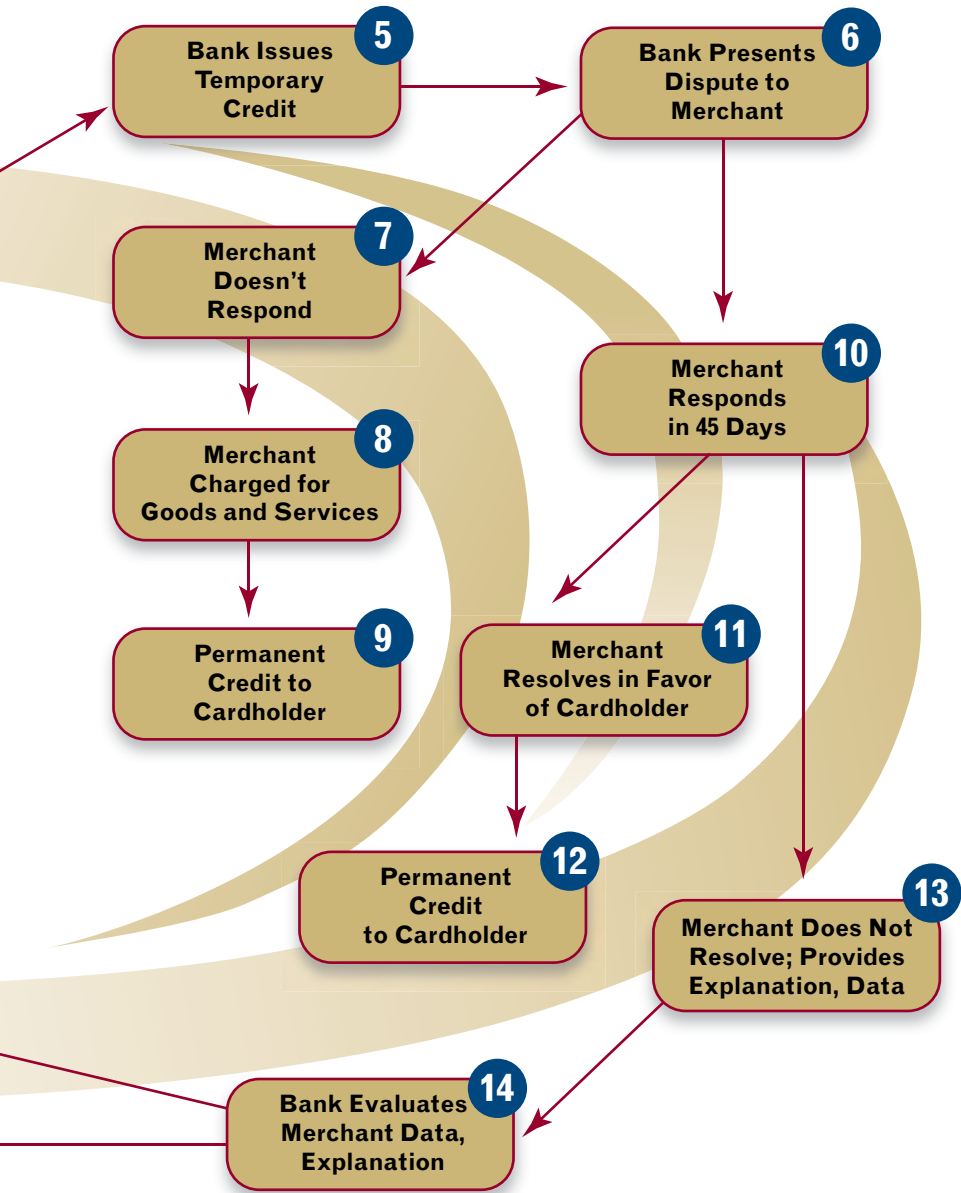 5
Bank Issues
Temporary
Credit
6
Bank Presents
Dispute to
Merchant
7
Merchant
Doesn't
Respond
8
Merchant
Charged for
Goods and Services
9
Permanent
Credit to
Cardholder
10
Merchant
Responds
in 45 Days
11
Merchant
Resolves in Favor
of Cardholder
12
Permanent
Credit
to Cardholder
13
Merchant Does Not
Resolve; Provides
Explanation, Data
14
Bank Evaluates
Merchant Data,
Explanation